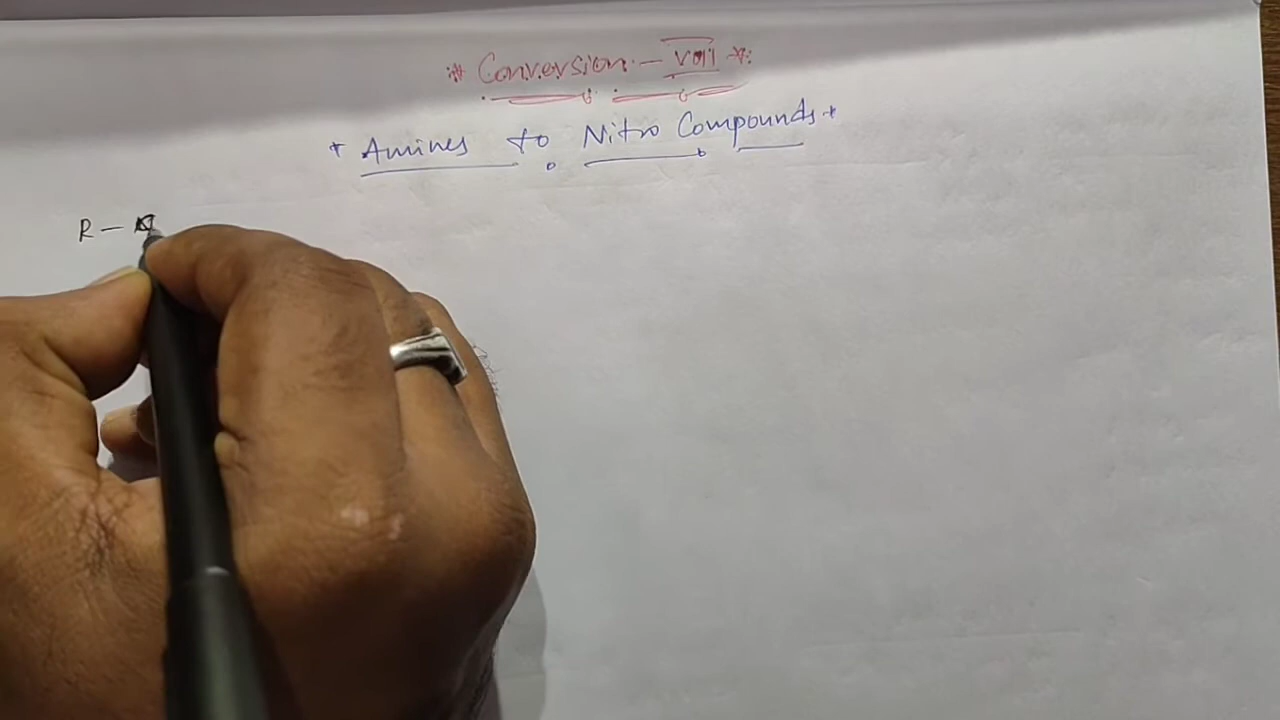 * Conversion - VIII *
* Amines to Nitro Compounds *
R -